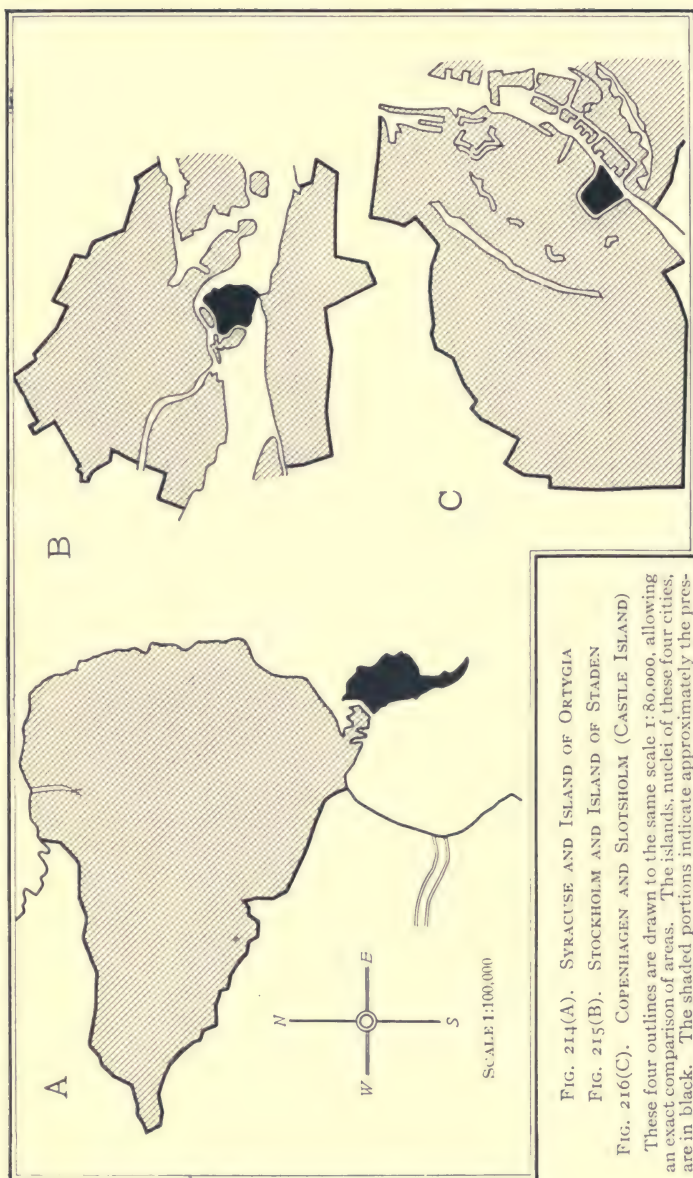 A
B
C
N
W E
S
SCALE 1:100,000
FIG. 214(A). SYRACUSE AND ISLAND OF ORTYGIA
FIG. 215(B). STOCKHOLM AND ISLAND OF STADEN
FIG. 216(C). COPENHAGEN AND SLOTSHOLM (CASTLE ISLAND)
These four outlines are drawn to the same scale 1:80,000, allowing
an exact comparison of areas. The islands, nuclei of these four cities,
are in black. The shaded portions indicate approximately the pres-